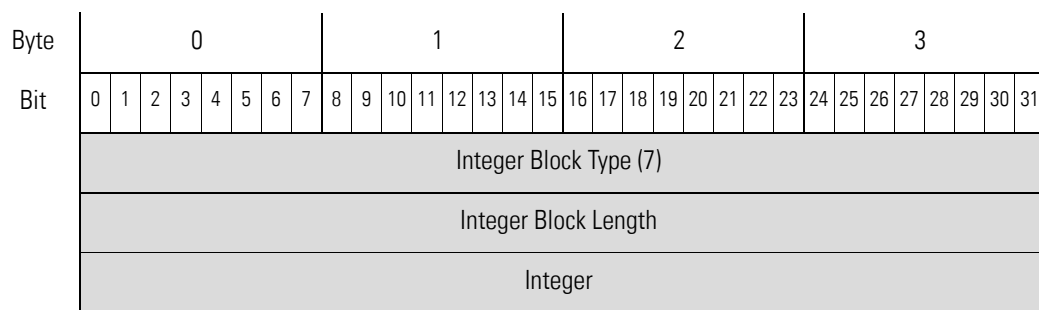 Byte 0 1 2 3
Bit 0 1 2 3 4 5 6 7 8 9 10 11 12 13 14 15 16 17 18 19 20 21 22 23 24 25 26 27 28 29 30 31
Integer Block Type (7)
Integer Block Length
Integer